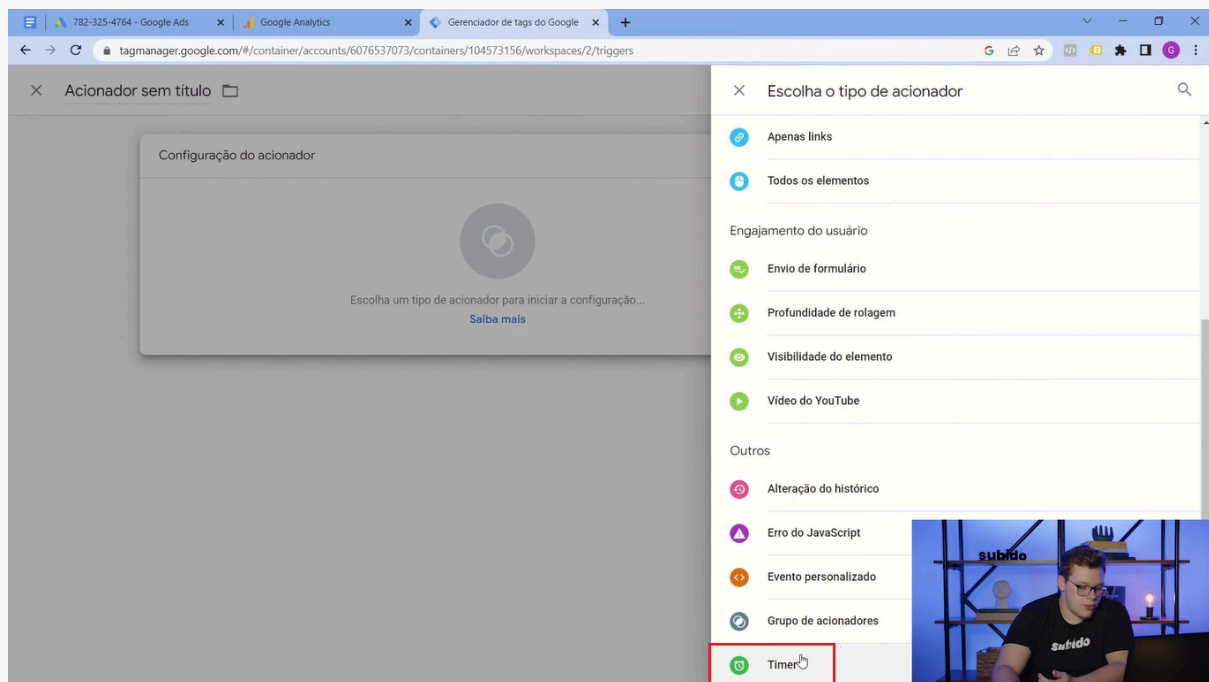 782-325-4764 - Google Ads
Google Analytics
Gerenciador de tags do Google
tagmanager.google.com/#/container/accounts/6076537073/containers/104573156/workspaces/2/triggers
G
Acionador sem título
Escolha o tipo de acionador
Apenas links
Configuração do acionador
Todos os elementos
Engajamento do usuário
Envio de formulário
Escolha um tipo de acionador para iniciar a configuração...
Saiba mais
Profundidade de rolagem
Visibilidade do elemento
Vídeo do YouTube
Outros
Alteração do histórico
Erro do JavaScript
subido
Evento personalizado
Grupo de acionadores
subido
Timer